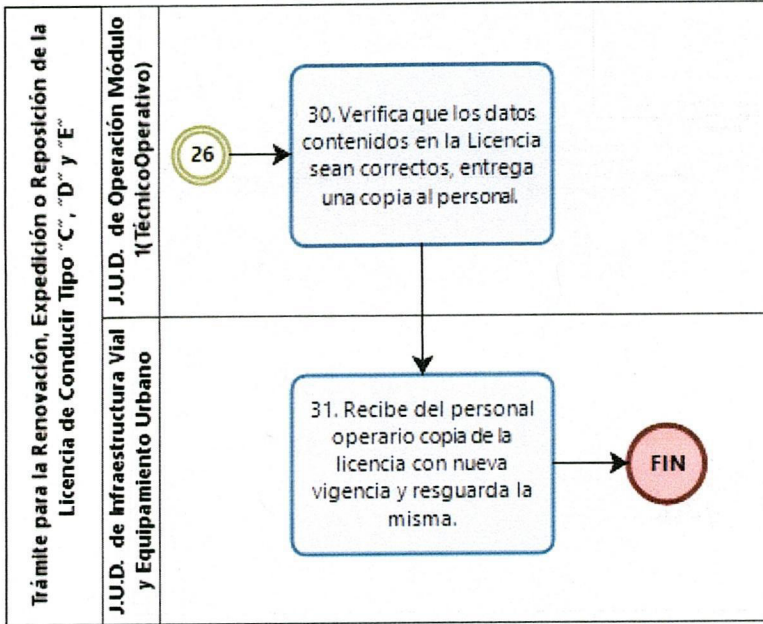 Trámite para la Renovación, Expedición o Reposición de la
Licencia de Conducir Tipo ¨C¨, ¨D¨ y ¨E¨
J.U.D. de Operación Módulo
1(TécnicoOperativo)
26
30. Verifica que los datos
contenidos en la Licencia
sean correctos, entrega
una copia al personal.
J.U.D. de Infraestructura Vial
y Equipamiento Urbano
31. Recibe del personal
operario copia de la
licencia con nueva
vigencia y resguarda la
misma.
FIN